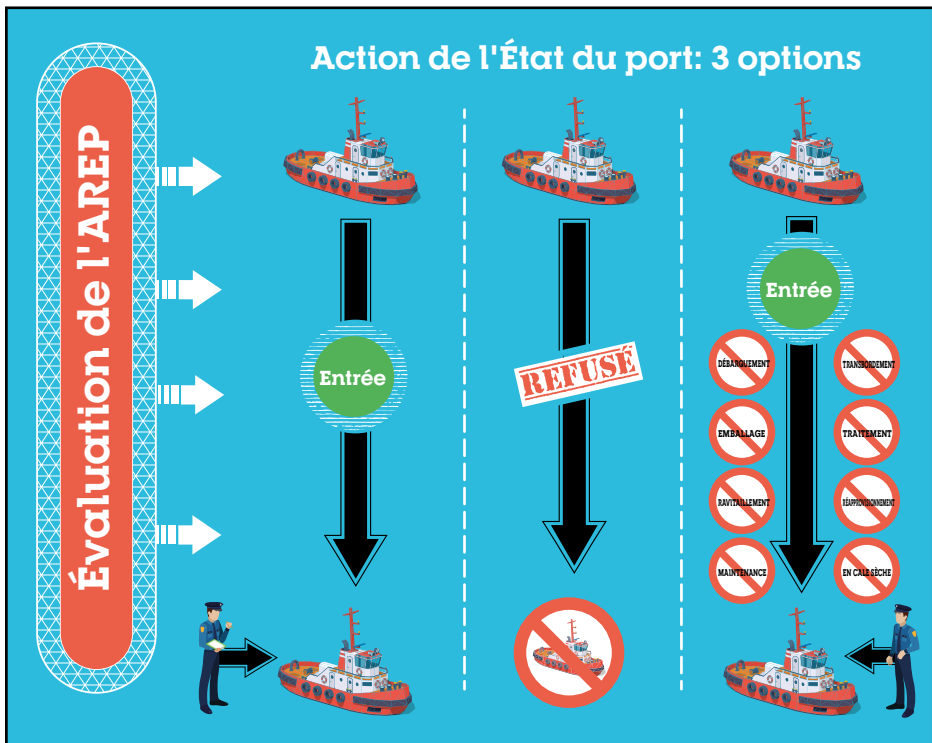 Action de l'État du port: 3 options
Évaluation de l'AREP
Entrée
REFUSÉ
Entrée
DÉBARQUEMENT
TRANSBORDEMENT
EMBALLAGE
TRAITEMENT
RAVITAILLEMENT
RÉAPPROVISIONNEMENT
MAINTENANCE
EN CALE SÈCHE